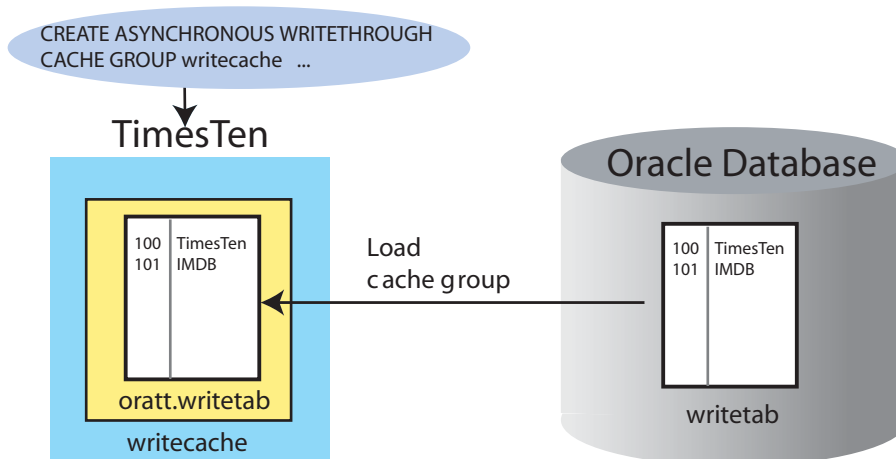 CREATE ASYNCHRONOUS WRITETHROUGH
CACHE GROUP writecache ...
TimesTen
Oracle Database
100 TimesTen
101 IMDB
Load
cache group
100 TimesTen
101 IMDB
oratt.writetab
writetab
writecache